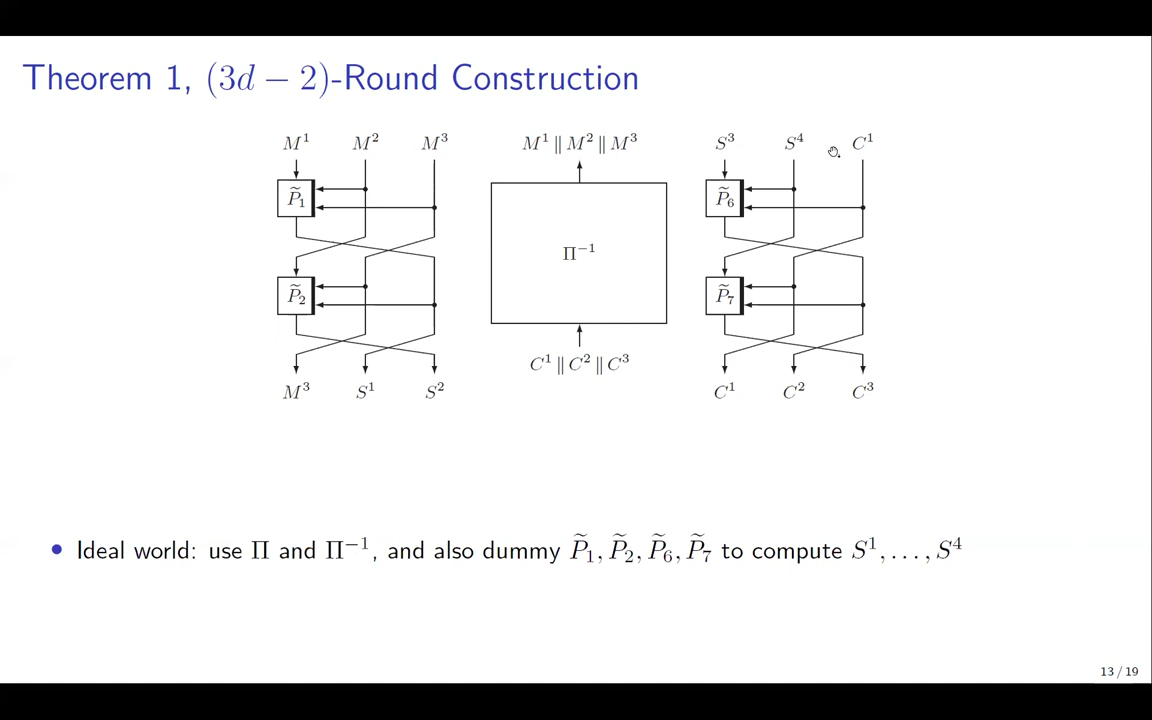 Theorem 1, (3d − 2)-Round Construction
M¹ M² M³ M¹ ∥ M² ∥ M³ S³ S⁴ C¹
P̃₁ P̃₆
Π⁻¹
P̃₂ P̃₇
C¹ ∥ C² ∥ C³
M³ S¹ S² C¹ C² C³
• Ideal world: use Π and Π⁻¹, and also dummy P̃₁, P̃₂, P̃₆, P̃₇ to compute S¹, . . . , S⁴
13 / 19